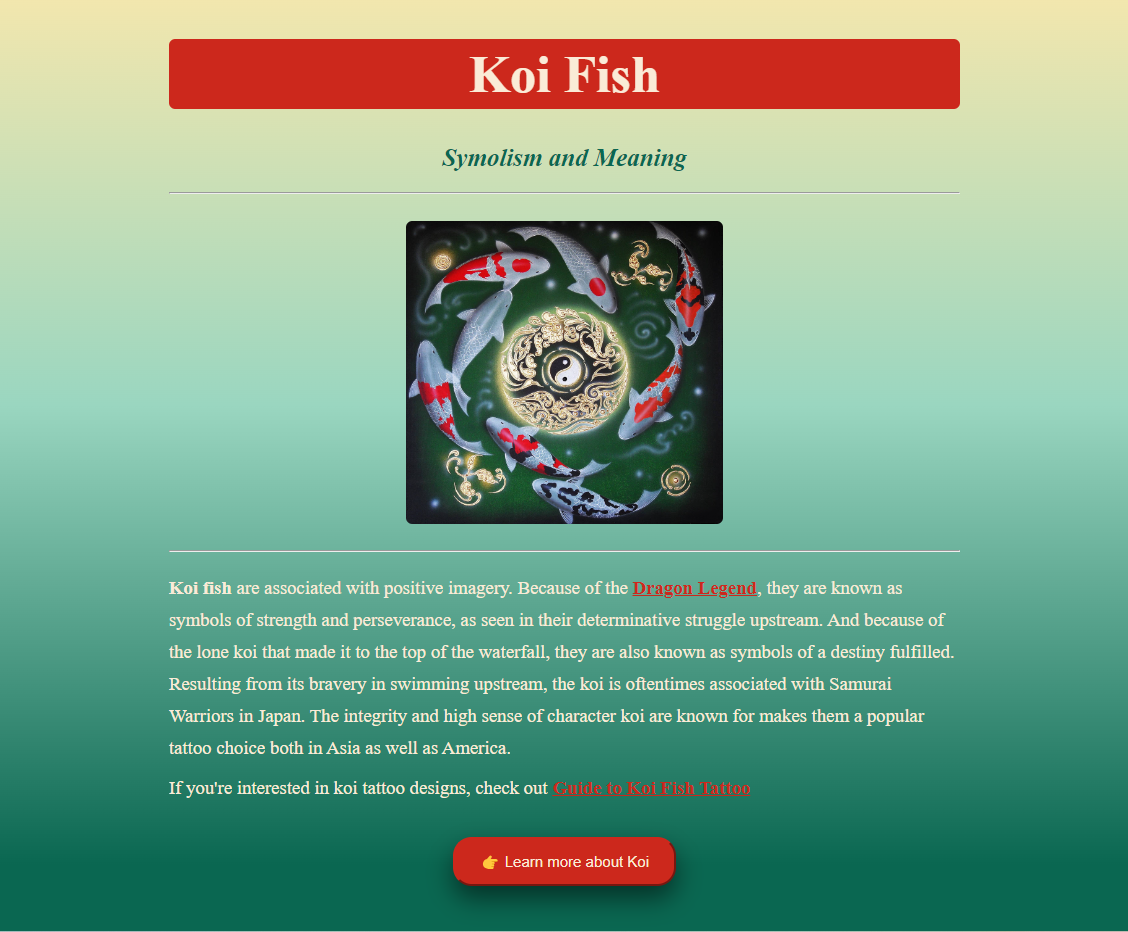 Koi Fish
Symolism and Meaning
Koi fish are associated with positive imagery. Because of the Dragon Legend, they are known as
symbols of strength and perseverance, as seen in their determinative struggle upstream. And because of
the lone koi that made it to the top of the waterfall, they are also known as symbols of a destiny fulfilled.
Resulting from its bravery in swimming upstream, the koi is oftentimes associated with Samurai
Warriors in Japan. The integrity and high sense of character koi are known for makes them a popular
tattoo choice both in Asia as well as America.
If you're interested in koi tattoo designs, check out Guide to Koi Fish Tattoo
👉 Learn more about Koi